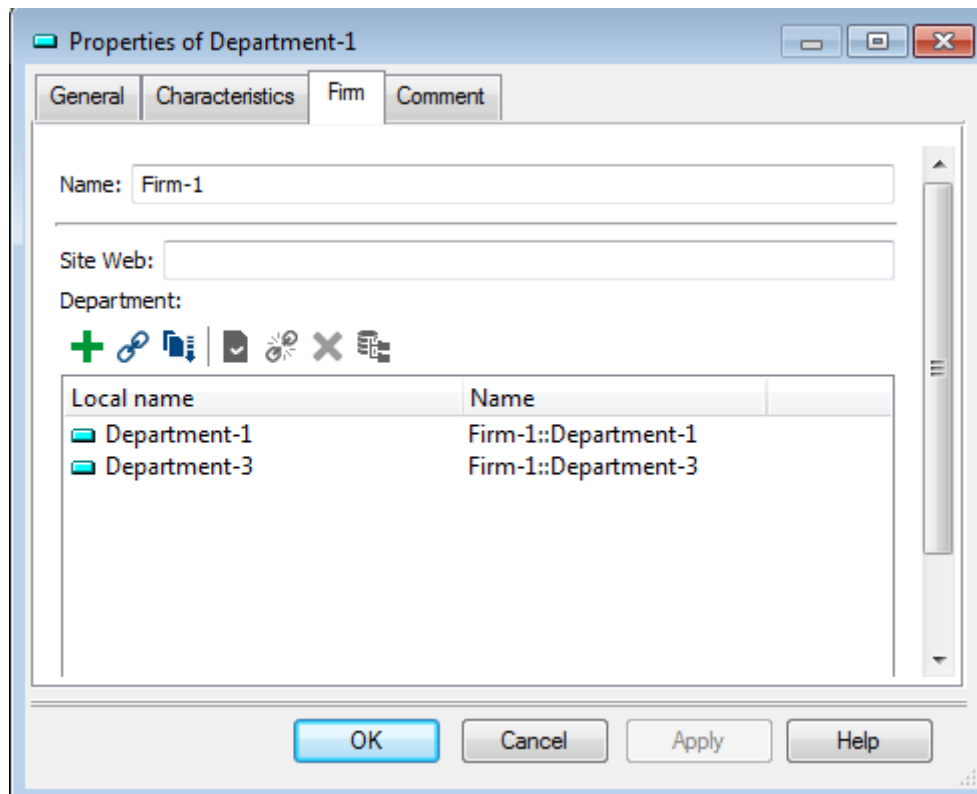 Properties of Department-1
General Characteristics Firm Comment
Name: Firm-1
Site Web:
Department:
Local name Name
Department-1 Firm-1::Department-1
Department-3 Firm-1::Department-3
OK Cancel Apply Help